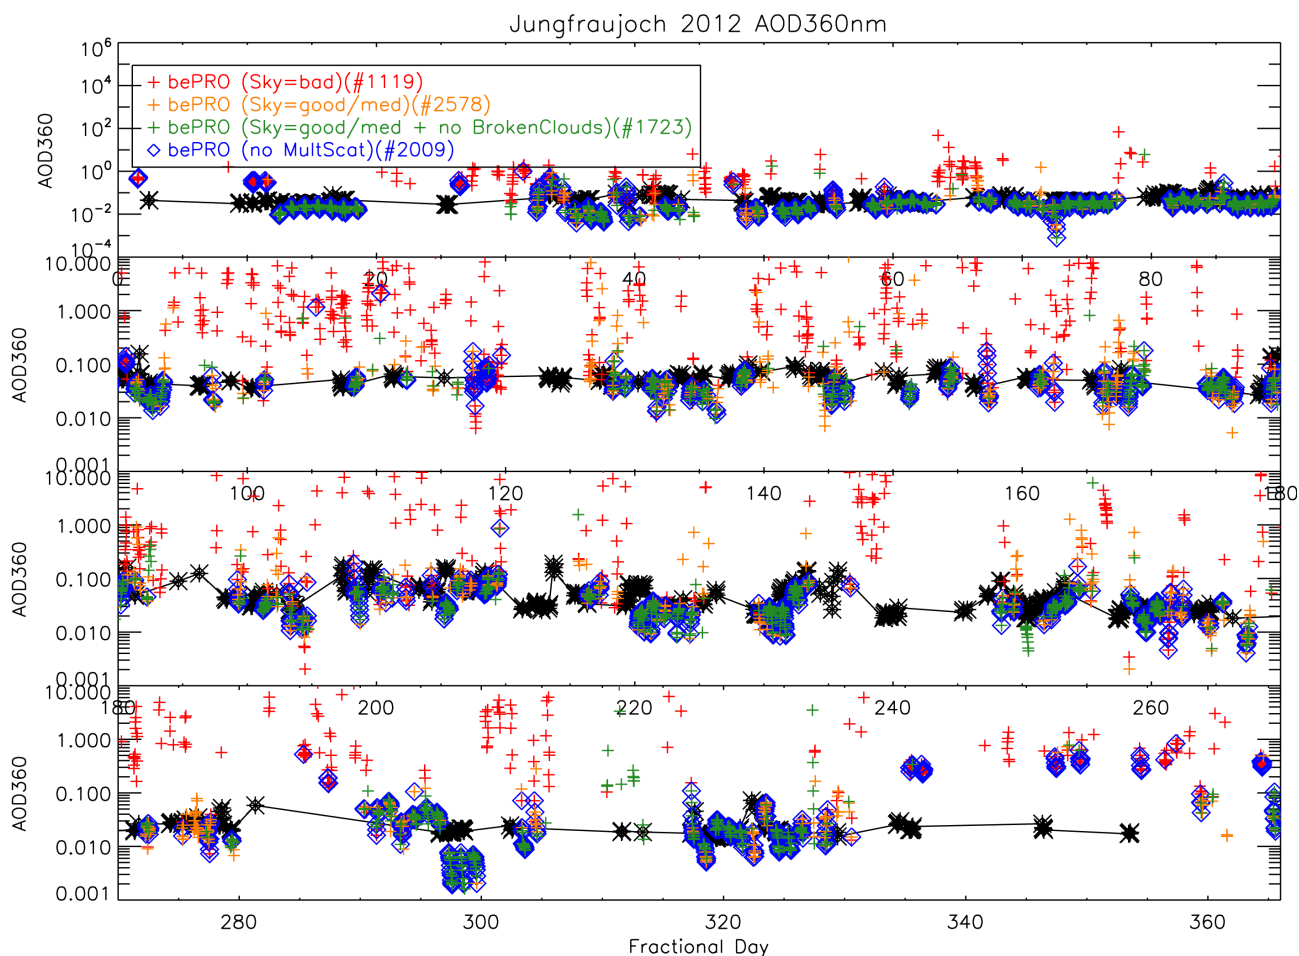 Jungfraujoch 2012 AOD360nm
AOD360
10^6
10^4
10^2
10^0
10^-2
10^-4
+ bePRO (Sky=bad)(#1119)
+ bePRO (Sky=good/med)(#2578)
+ bePRO (Sky=good/med + no BrokenClouds)(#1723)
◇ bePRO (no MultScat)(#2009)
0 20 40 60 80
AOD360
10.000
1.000
0.100
0.010
0.001
100 120 140 160 180
AOD360
10.000
1.000
0.100
0.010
0.001
180 200 220 240 260
AOD360
10.000
1.000
0.100
0.010
0.001
280 300 320 340 360
Fractional Day